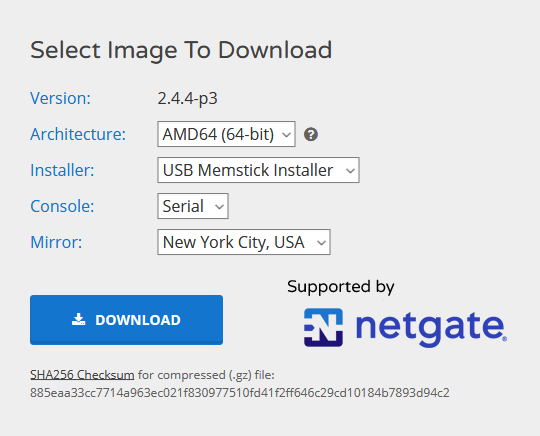 Select Image To Download
Version: 2.4.4-p3
Architecture: AMD64 (64-bit) ?
Installer: USB Memstick Installer
Console: Serial
Mirror: New York City, USA
Supported by
DOWNLOAD
netgate®
SHA256 Checksum for compressed (.gz) file:
885eaa33cc7714a963ec021f830977510fd41f2ff646c29cd10184b7893d94c2